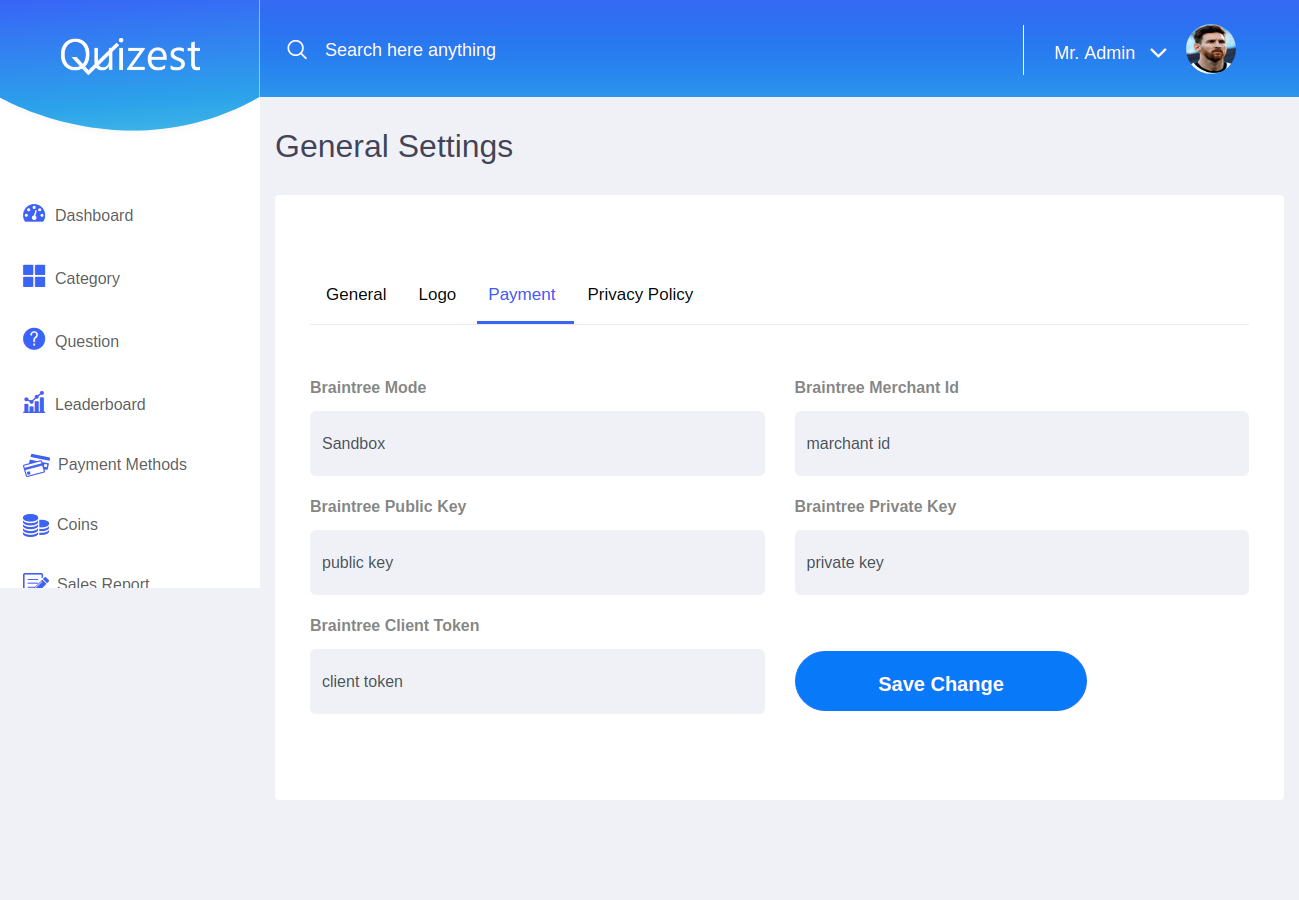 Quizest
Search here anything
Mr. Admin
General Settings
Dashboard
Category
Question
Leaderboard
Payment Methods
Coins
Sales Report
General Logo Payment Privacy Policy
Braintree Mode
Sandbox
Braintree Merchant Id
marchant id
Braintree Public Key
public key
Braintree Private Key
private key
Braintree Client Token
client token
Save Change